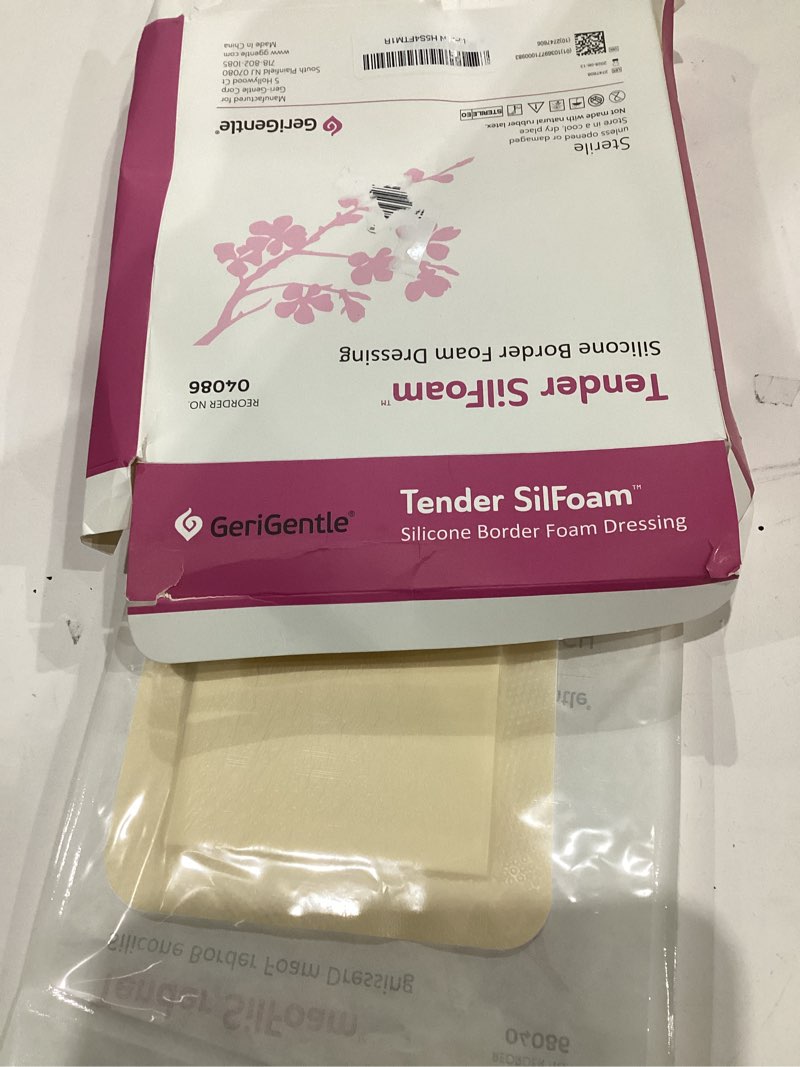 Tender SilFoam™
Silicone Border Foam Dressing
REORDER NO.
04086
Sterile
unless opened or damaged
Store in a cool, dry place
Not made with natural rubber latex.
STERILE EO
GeriGentle®
Manufactured for
Geri-Gentle Corp
5 Hollywood Ct
South Plainfield NJ 07080
718-802-1085
www.ggentle.com
Made in China
GeriGentle®
Tender SilFoam™
Silicone Border Foam Dressing
tle®
Silicone Border Foam Dressing
Tender SilFoam
REORDER NO
04086